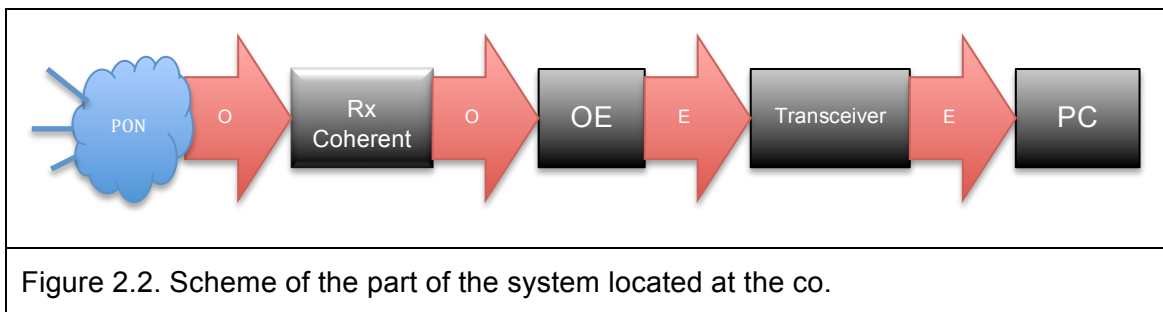 PON
O
Rx
Coherent
O
OE
E
Transceiver
E
PC
Figure 2.2. Scheme of the part of the system located at the co.